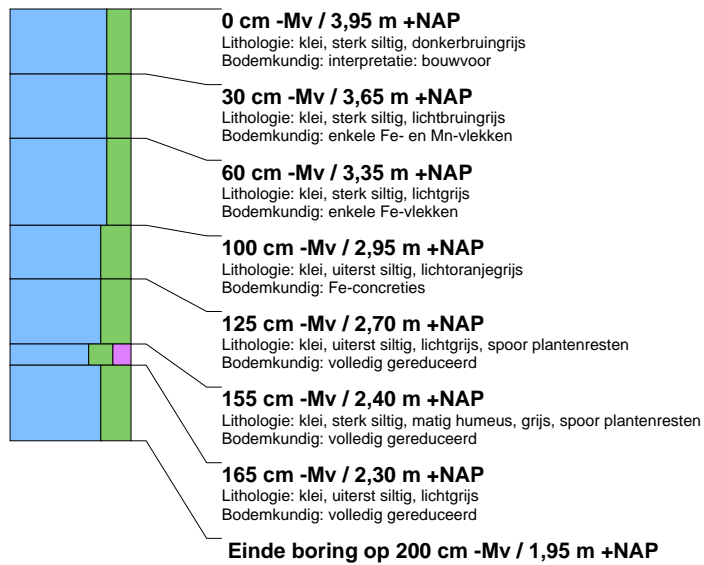 0 cm -Mv / 3,95 m +NAP
Lithologie: klei, sterk siltig, donkerbruingrijs
Bodemkundig: interpretatie: bouwvoor
30 cm -Mv / 3,65 m +NAP
Lithologie: klei, sterk siltig, lichtbruingrijs
Bodemkundig: enkele Fe- en Mn-vlekken
60 cm -Mv / 3,35 m +NAP
Lithologie: klei, sterk siltig, lichtgrijs
Bodemkundig: enkele Fe-vlekken
100 cm -Mv / 2,95 m +NAP
Lithologie: klei, uiterst siltig, lichtoranjegrijs
Bodemkundig: Fe-concreties
125 cm -Mv / 2,70 m +NAP
Lithologie: klei, uiterst siltig, lichtgrijs, spoor plantenresten
Bodemkundig: volledig gereduceerd
155 cm -Mv / 2,40 m +NAP
Lithologie: klei, sterk siltig, matig humeus, grijs, spoor plantenresten
Bodemkundig: volledig gereduceerd
165 cm -Mv / 2,30 m +NAP
Lithologie: klei, uiterst siltig, lichtgrijs
Bodemkundig: volledig gereduceerd
Einde boring op 200 cm -Mv / 1,95 m +NAP